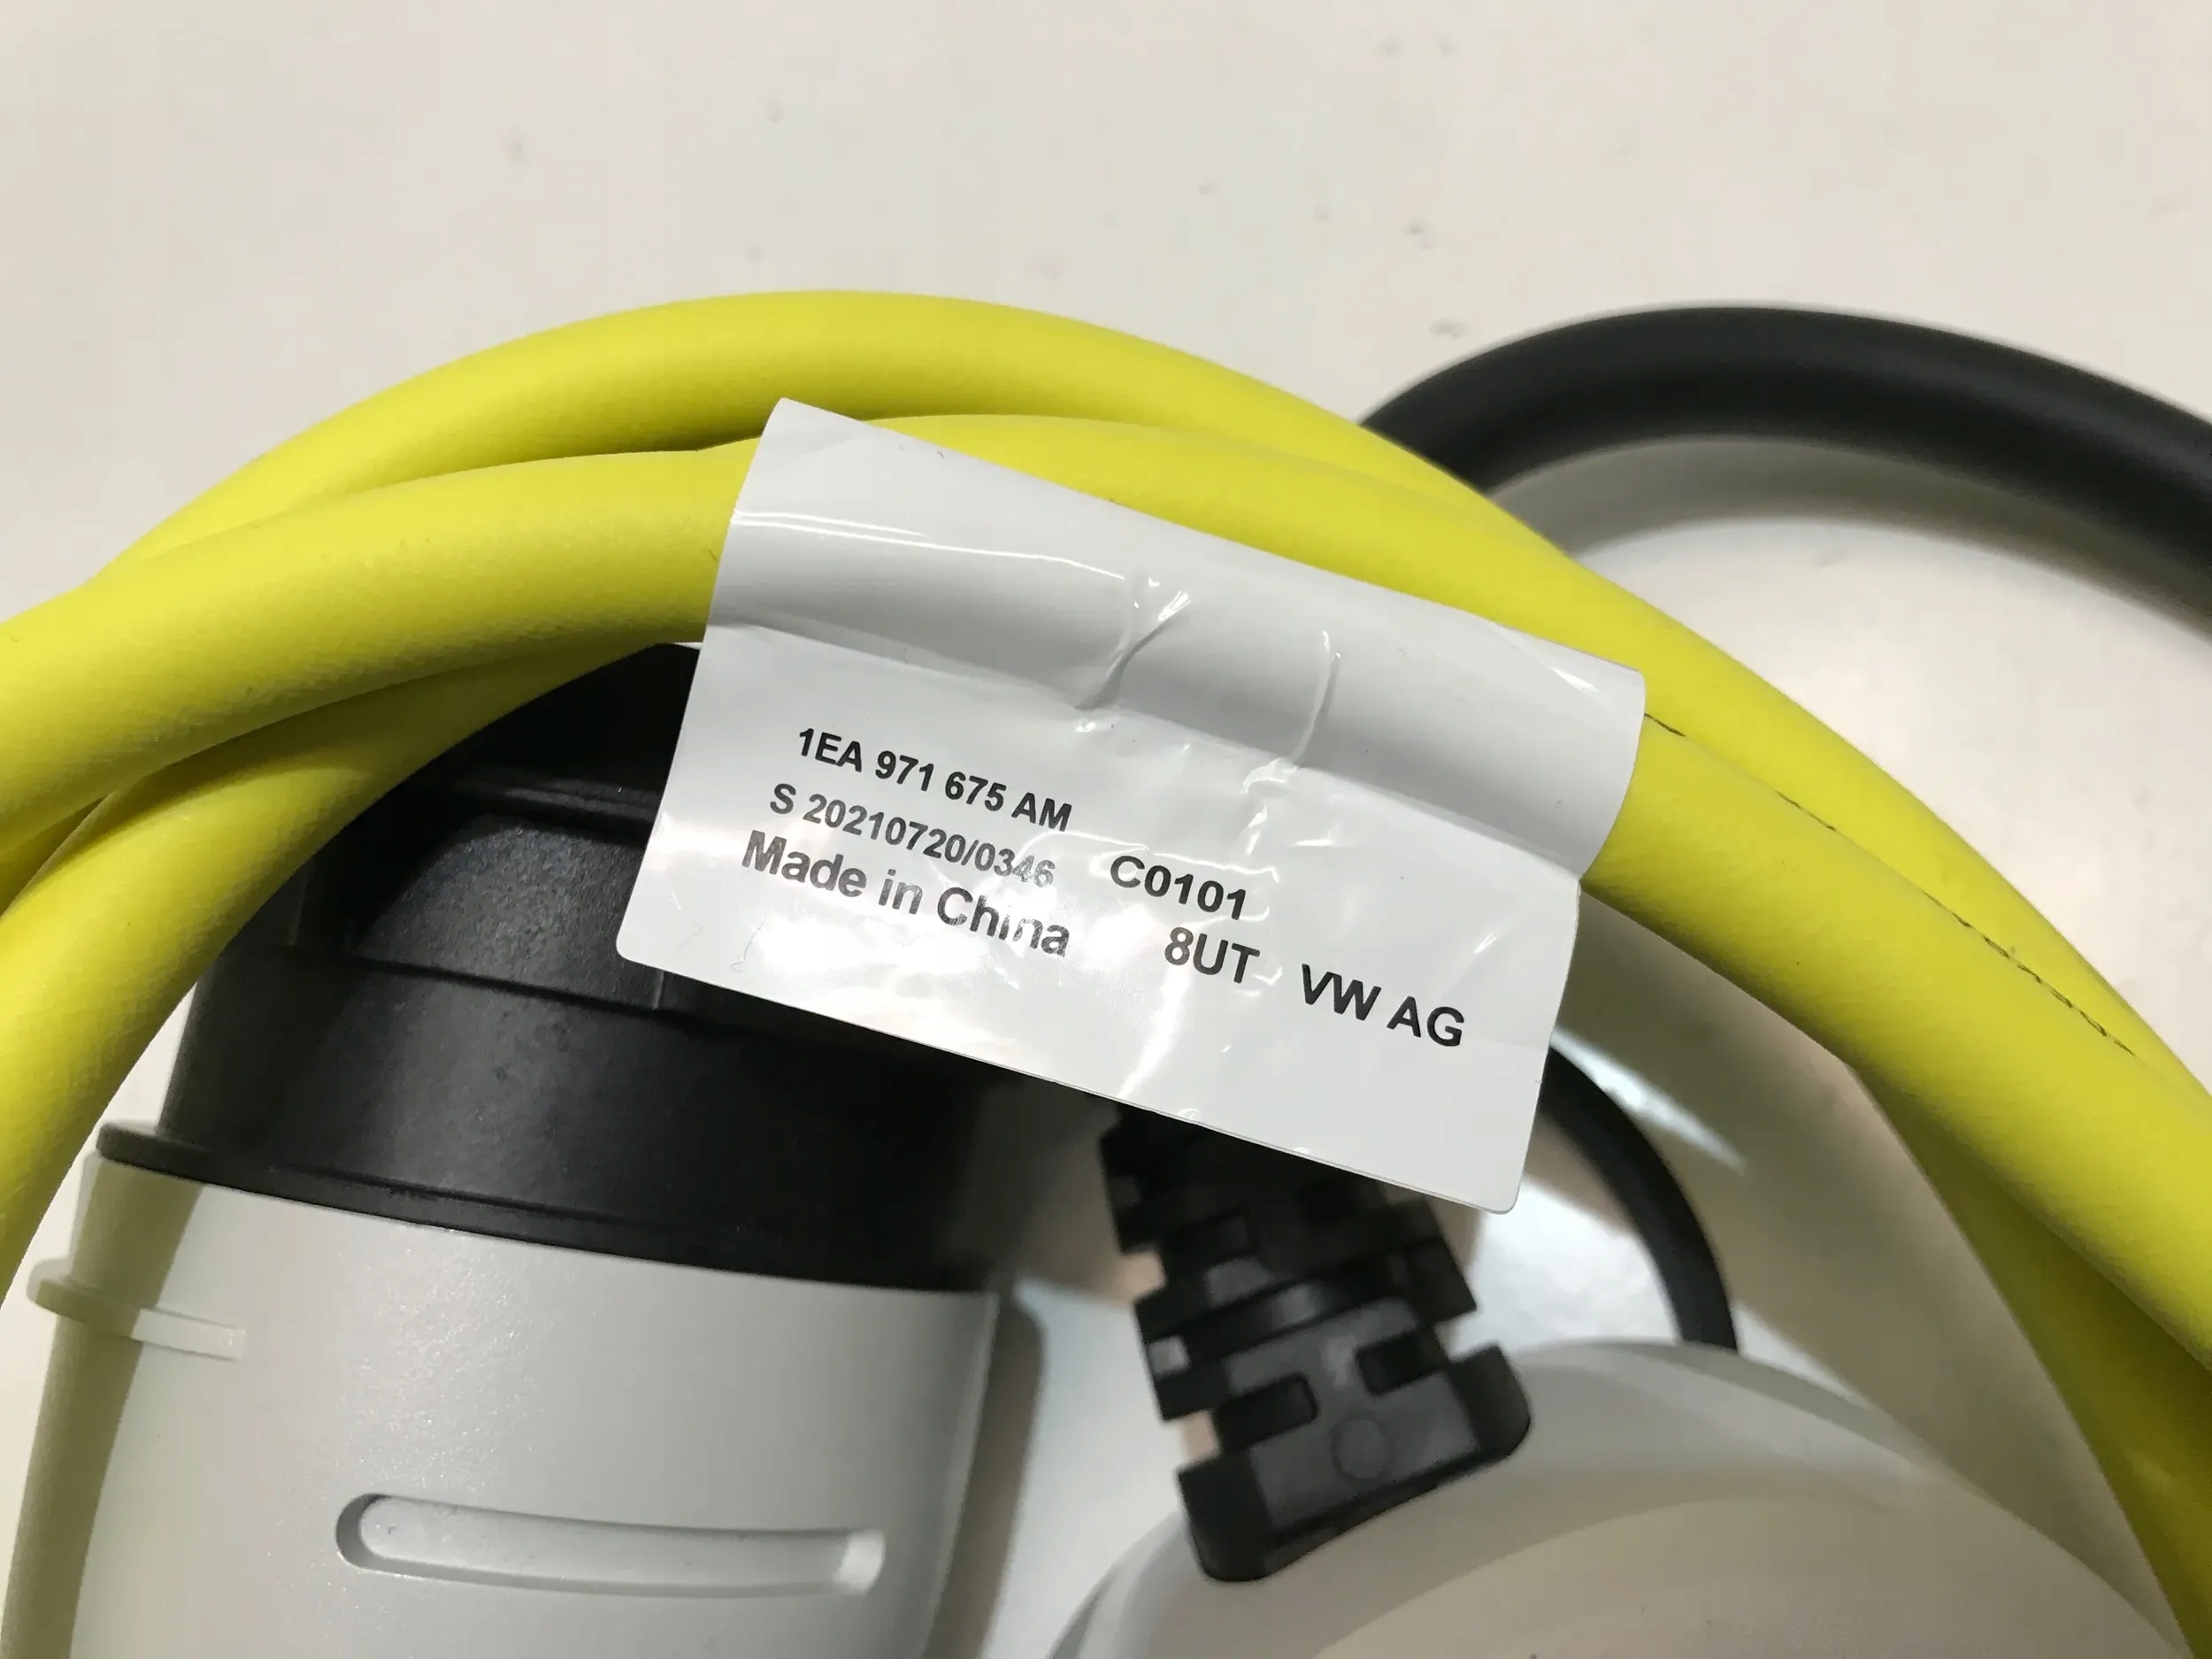 1EA 971 675 AM
S 20210720/0346 C0101
Made in China 8UT VW AG